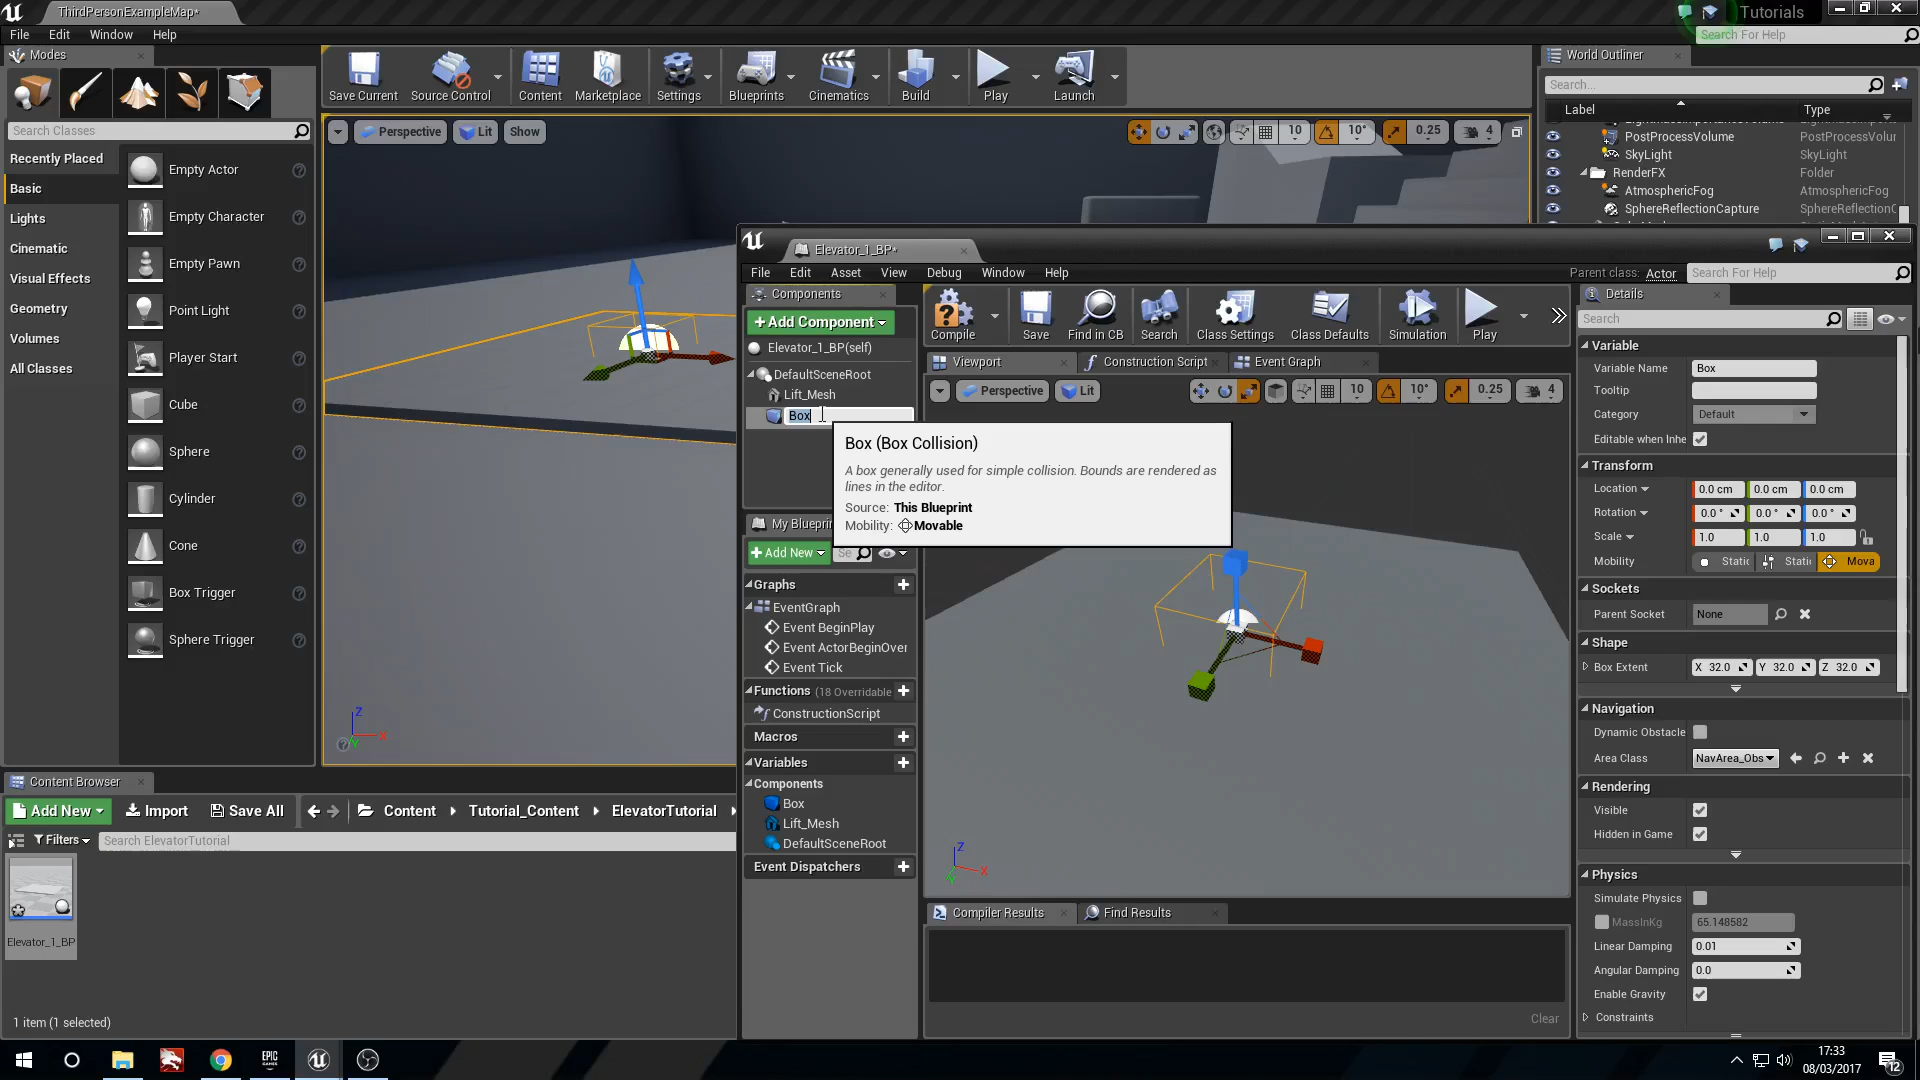 ThirdPersonExampleMap*
Tutorials
File Edit Window Help
Search For Help
Modes
Save Current
Source Control
Content
Marketplace
Settings
Blueprints
Cinematics
Build
Play
Launch
World Outliner
Search...
Label Type
PostProcessVolume PostProcessVolur
SkyLight SkyLight
RenderFX Folder
AtmosphericFog AtmosphericFog
SphereReflectionCapture SphereReflectionC
Search Classes
Recently Placed
Basic
Lights
Cinematic
Visual Effects
Geometry
Volumes
All Classes
Empty Actor
Empty Character
Empty Pawn
Point Light
Player Start
Cube
Sphere
Cylinder
Cone
Box Trigger
Sphere Trigger
Perspective Lit Show
10 10° 0.25 4
Elevator_1_BP*
File Edit Asset View Debug Window Help
Parent class: Actor
Search For Help
Components
+Add Component
Elevator_1_BP(self)
DefaultSceneRoot
Lift_Mesh
Box
Compile
Save
Find in CB
Search
Class Settings
Class Defaults
Simulation
Play
Viewport
Construction Script
Event Graph
Perspective Lit
10 10° 0.25 4
Box (Box Collision)
A box generally used for simple collision. Bounds are rendered as
lines in the editor.
Source: This Blueprint
Mobility: Movable
My Blueprin
+Add New Se
Graphs
EventGraph
Event BeginPlay
Event ActorBeginOver
Event Tick
Functions (18 Overridable
ConstructionScript
Macros
Variables
Components
Box
Lift_Mesh
DefaultSceneRoot
Event Dispatchers
Z
X
Y
Z
X
Y
Compiler Results
Find Results
Clear
Details
Search
Variable
Variable Name Box
Tooltip
Category Default
Editable when Inhe
Transform
Location 0.0 cm 0.0 cm 0.0 cm
Rotation 0.0 ° 0.0 ° 0.0 °
Scale 1.0 1.0 1.0
Mobility Static Static Mova
Sockets
Parent Socket None
Shape
Box Extent X 32.0 Y 32.0 Z 32.0
Navigation
Dynamic Obstacle
Area Class NavArea_Obs
Rendering
Visible
Hidden in Game
Physics
Simulate Physics
MassInKg 65.148582
Linear Damping 0.01
Angular Damping 0.0
Enable Gravity
Constraints
Content Browser
Add New Import Save All Content Tutorial_Content ElevatorTutorial
Filters Search ElevatorTutorial
Elevator_1_BP
1 item (1 selected)
EPIC GAMES
17:33
08/03/2017
12